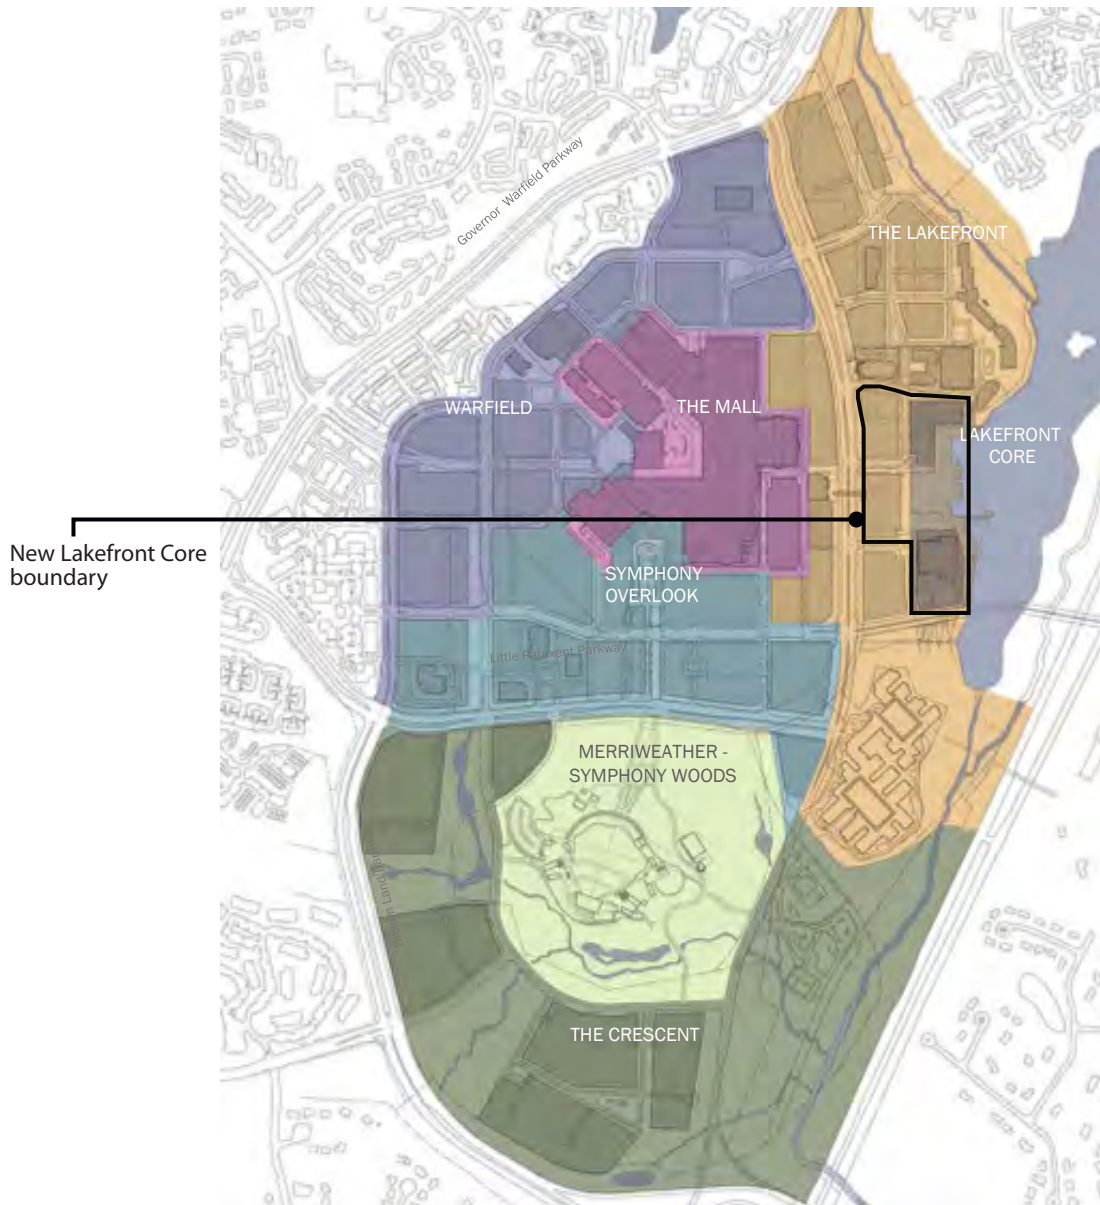 Governor Warfield Parkway
THE LAKEFRONT
WARFIELD
THE MALL
LAKEFRONT
CORE
New Lakefront Core
boundary
SYMPHONY
OVERLOOK
Little Patuxent Parkway
MERRIWEATHER -
SYMPHONY WOODS
THE CRESCENT